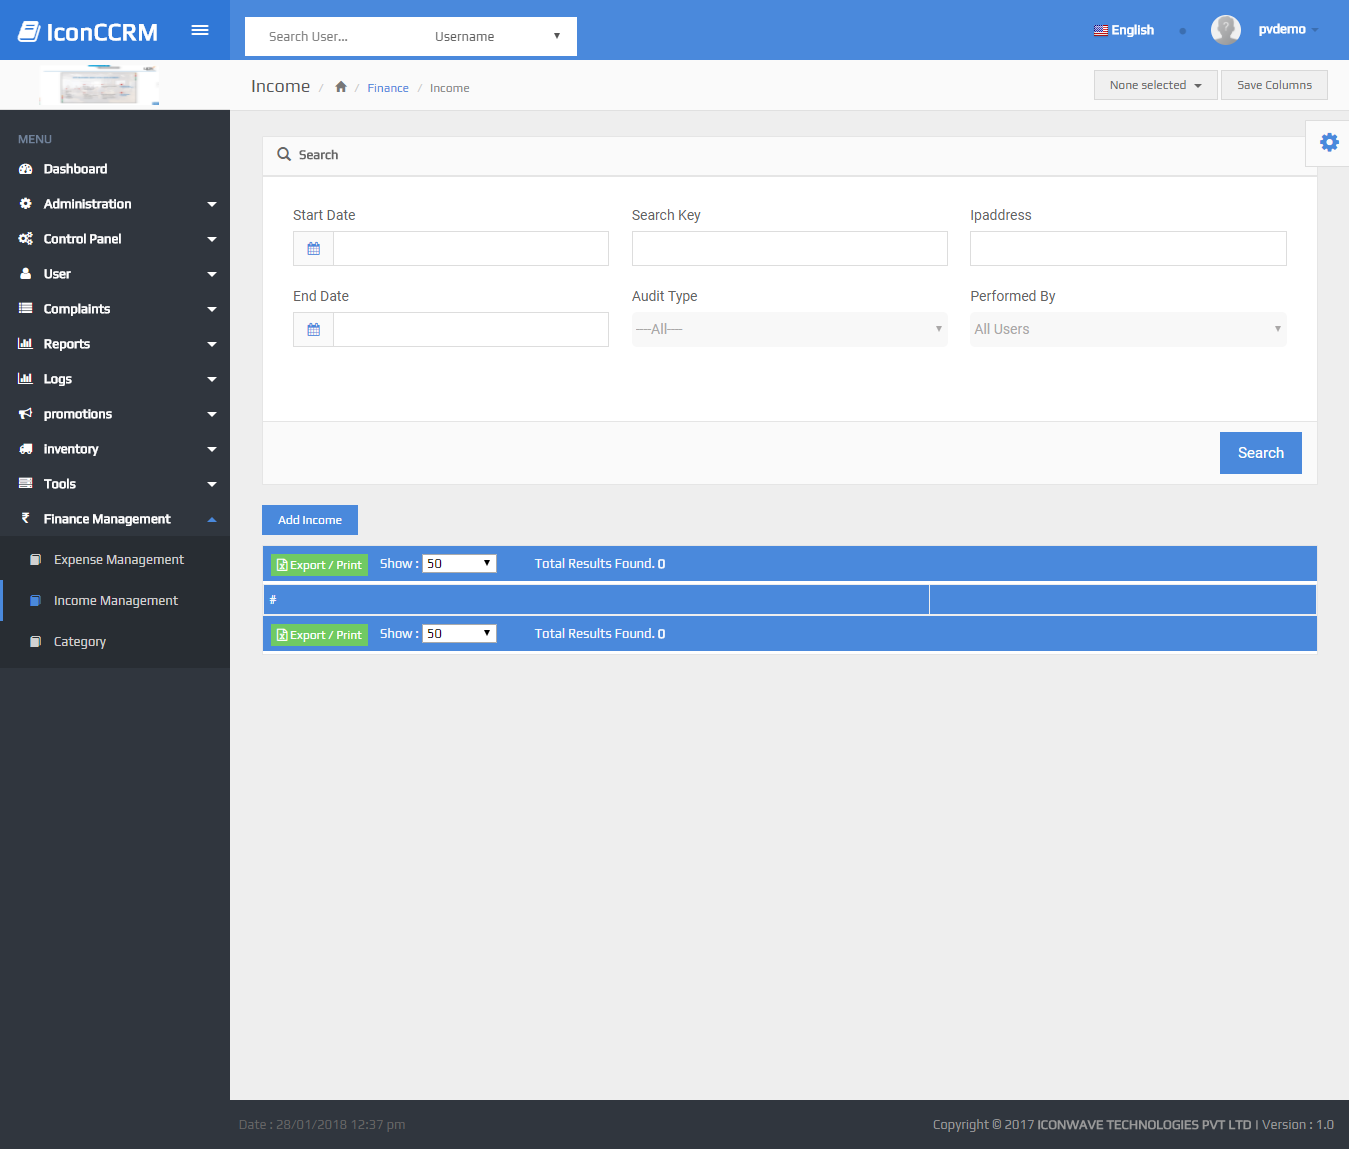 IconCCRM
Search User...
Username
English
pvdemo
Income / / Finance / Income
None selected
Save Columns
MENU
Dashboard
Administration
Control Panel
User
Complaints
Reports
Logs
promotions
Inventory
Tools
Finance Management
Expense Management
Income Management
Category
Search
Start Date
Search Key
Ipaddress
End Date
Audit Type
Performed By
---All---
All Users
Search
Add Income
Export / Print Show : 50 Total Results Found. 0
#
Export / Print Show : 50 Total Results Found. 0
Date : 28/01/2018 12:37 pm
Copyright © 2017 ICONWAVE TECHNOLOGIES PVT LTD | Version : 1.0